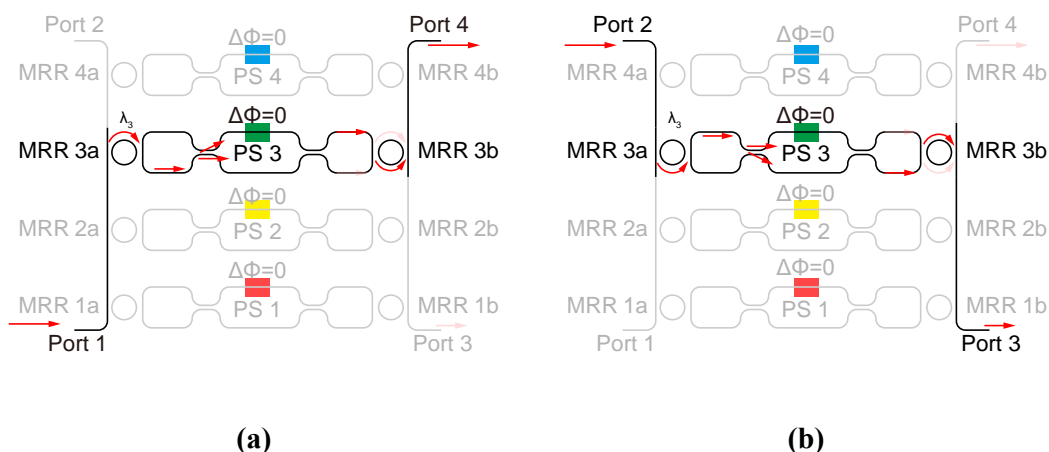 Port 2
ΔΦ=0
Port 4
MRR 4a
PS 4
MRR 4b
λ3
ΔΦ=0
MRR 3a
PS 3
MRR 3b
ΔΦ=0
MRR 2a
PS 2
MRR 2b
ΔΦ=0
MRR 1a
PS 1
MRR 1b
Port 1
Port 3
(a)
Port 2
ΔΦ=0
Port 4
MRR 4a
PS 4
MRR 4b
λ3
ΔΦ=0
MRR 3a
PS 3
MRR 3b
ΔΦ=0
MRR 2a
PS 2
MRR 2b
ΔΦ=0
MRR 1a
PS 1
MRR 1b
Port 1
Port 3
(b)